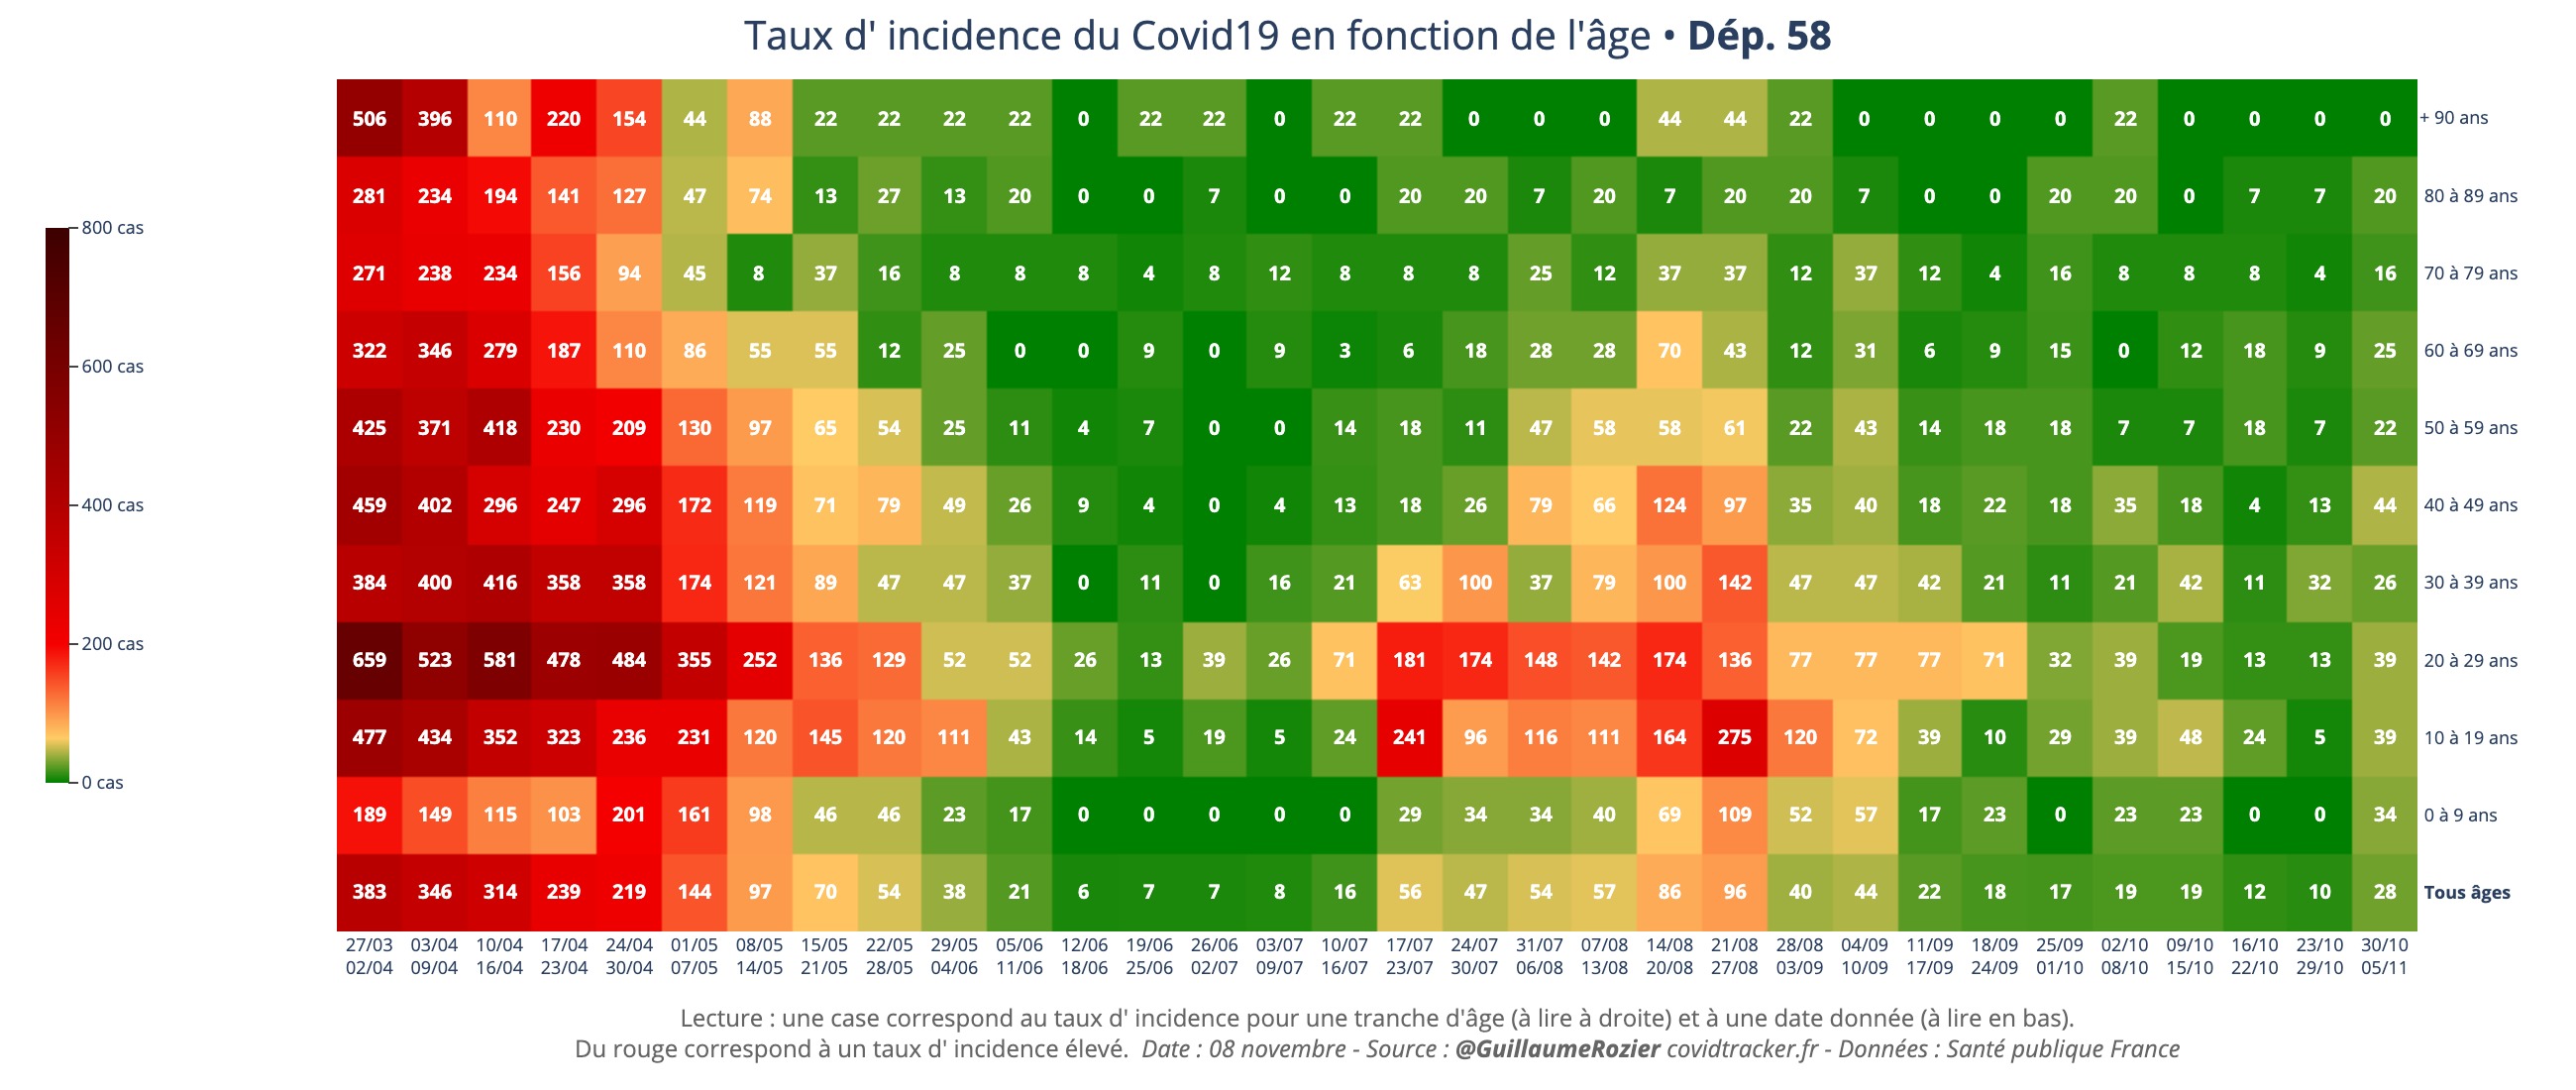 Taux d' incidence du Covid19 en fonction de l'âge • Dép. 58
506 396 110 220 154 44 88 22 22 22 22 0 22 22 0 22 22 0 0 0 44 44 22 0 0 0 0 22 0 0 0 0 + 90 ans
281 234 194 141 127 47 74 13 27 13 20 0 0 7 0 0 20 20 7 20 7 20 20 7 0 0 20 20 0 7 7 20 80 à 89 ans
800 cas
271 238 234 156 94 45 8 37 16 8 8 8 4 8 12 8 8 8 25 12 37 37 12 37 12 4 16 8 8 8 4 16 70 à 79 ans
322 346 279 187 110 86 55 55 12 25 0 0 9 0 9 3 6 18 28 28 70 43 12 31 6 9 15 0 12 18 9 25 60 à 69 ans
600 cas
425 371 418 230 209 130 97 65 54 25 11 4 7 0 0 14 18 11 47 58 58 61 22 43 14 18 18 7 7 18 7 22 50 à 59 ans
400 cas
459 402 296 247 296 172 119 71 79 49 26 9 4 0 4 13 18 26 79 66 124 97 35 40 18 22 18 35 18 4 13 44 40 à 49 ans
384 400 416 358 358 174 121 89 47 47 37 0 11 0 16 21 63 100 37 79 100 142 47 47 42 21 11 21 42 11 32 26 30 à 39 ans
200 cas
659 523 581 478 484 355 252 136 129 52 52 26 13 39 26 71 181 174 148 142 174 136 77 77 77 71 32 39 19 13 13 39 20 à 29 ans
477 434 352 323 236 231 120 145 120 111 43 14 5 19 5 24 241 96 116 111 164 275 120 72 39 10 29 39 48 24 5 39 10 à 19 ans
0 cas
189 149 115 103 201 161 98 46 46 23 17 0 0 0 0 0 29 34 34 40 69 109 52 57 17 23 0 23 23 0 0 34 0 à 9 ans
383 346 314 239 219 144 97 70 54 38 21 6 7 7 8 16 56 47 54 57 86 96 40 44 22 18 17 19 19 12 10 28 Tous âges
27/03 03/04 10/04 17/04 24/04 01/05 08/05 15/05 22/05 29/05 05/06 12/06 19/06 26/06 03/07 10/07 17/07 24/07 31/07 07/08 14/08 21/08 28/08 04/09 11/09 18/09 25/09 02/10 09/10 16/10 23/10 30/10
02/04 09/04 16/04 23/04 30/04 07/05 14/05 21/05 28/05 04/06 11/06 18/06 25/06 02/07 09/07 16/07 23/07 30/07 06/08 13/08 20/08 27/08 03/09 10/09 17/09 24/09 01/10 08/10 15/10 22/10 29/10 05/11
Lecture : une case correspond au taux d' incidence pour une tranche d'âge (à lire à droite) et à une date donnée (à lire en bas).
Du rouge correspond à un taux d' incidence élevé. Date : 08 novembre - Source : @GuillaumeRozier covidtracker.fr - Données : Santé publique France